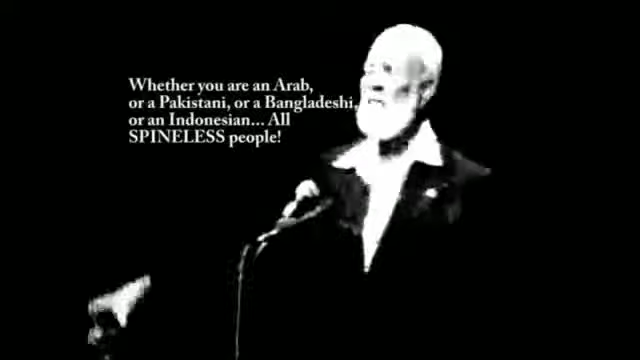 Whether you are an Arab,
or a Pakistani, or a Bangladeshi,
or an Indonesian... All
SPINELESS people!